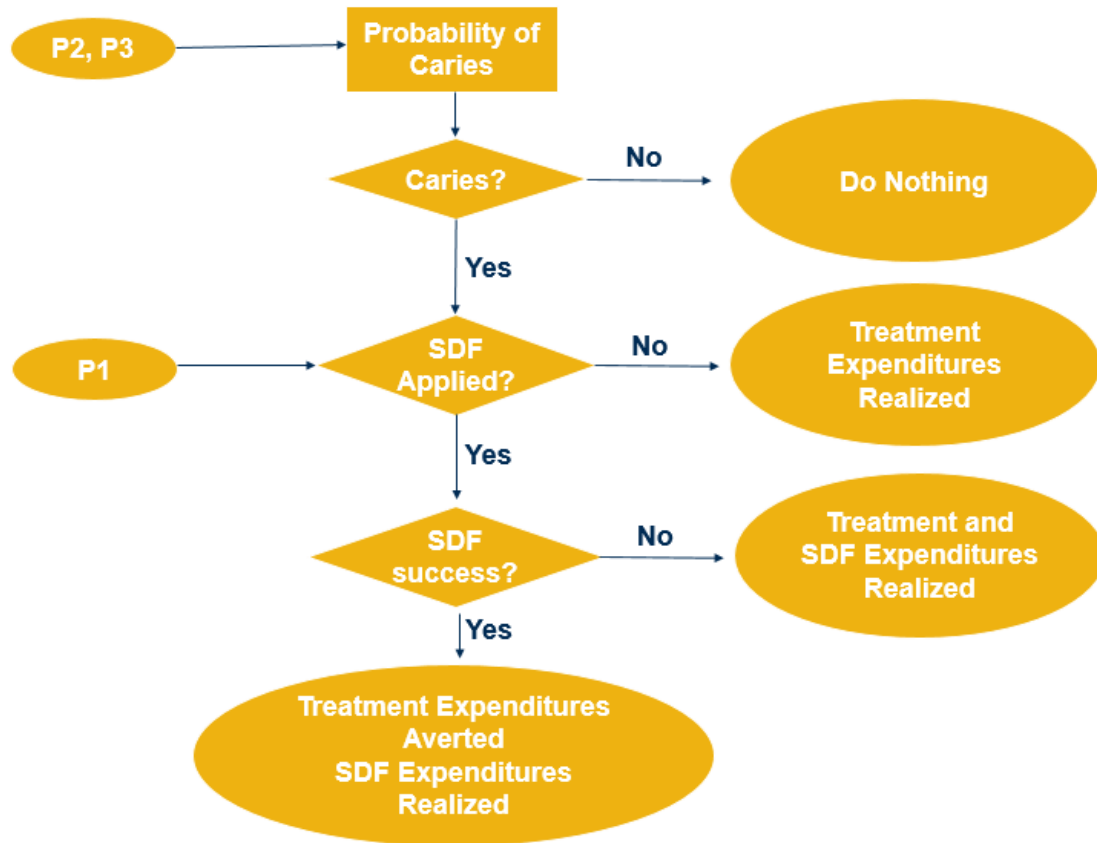 P2, P3
Probability of
Caries
Caries?
No
Do Nothing
Yes
P1
SDF
Applied?
No
Treatment
Expenditures
Realized
Yes
SDF
success?
No
Treatment and
SDF Expenditures
Realized
Yes
Treatment Expenditures
Averted
SDF Expenditures
Realized